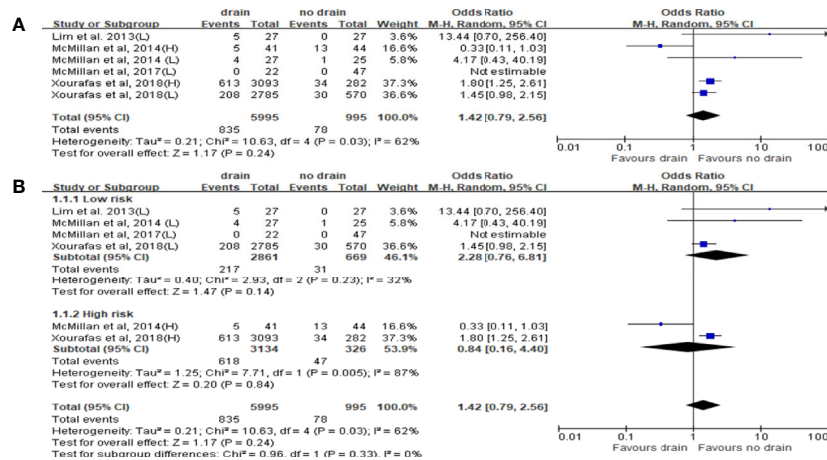 A
drain no drain Odds Ratio Odds Ratio
Study or Subgroup Events Total Events Total Weight M-H, Random, 95% CI M-H, Random, 95% CI
Lim et al. 2013(L) 5 27 0 27 3.6% 13.44 [0.70, 256.40]
McMillan et al, 2014(H) 5 41 13 44 16.6% 0.33 [0.11, 1.03]
McMillan et al, 2014 (L) 4 27 1 25 5.8% 4.17 [0.43, 40.19]
McMillan et al, 2017(L) 0 22 0 47 Not estimable
Xourafas et al, 2018(H) 613 3093 34 282 37.3% 1.80 [1.25, 2.61]
Xourafas et al, 2018(L) 208 2785 30 570 36.6% 1.45 [0.98, 2.15]
Total (95% CI) 5995 995 100.0% 1.42 [0.79, 2.56]
Total events 835 78
Heterogeneity: Tau² = 0.21; Chi² = 10.63, df = 4 (P = 0.03); I² = 62%
Test for overall effect: Z = 1.17 (P = 0.24)
0.01 0.1 1 10 100
Favours drain Favours no drain
B
drain no drain Odds Ratio Odds Ratio
Study or Subgroup Events Total Events Total Weight M-H, Random, 95% CI M-H, Random, 95% CI
1.1.1 Low risk
Lim et al. 2013(L) 5 27 0 27 3.6% 13.44 [0.70, 256.40]
McMillan et al, 2014 (L) 4 27 1 25 5.8% 4.17 [0.43, 40.19]
McMillan et al, 2017(L) 0 22 0 47 Not estimable
Xourafas et al, 2018(L) 208 2785 30 570 36.6% 1.45 [0.98, 2.15]
Subtotal (95% CI) 2861 669 46.1% 2.28 [0.76, 6.81]
Total events 217 31
Heterogeneity: Tau² = 0.40; Chi² = 2.93, df = 2 (P = 0.23); I² = 32%
Test for overall effect: Z = 1.47 (P = 0.14)
1.1.2 High risk
McMillan et al, 2014(H) 5 41 13 44 16.6% 0.33 [0.11, 1.03]
Xourafas et al, 2018(H) 613 3093 34 282 37.3% 1.80 [1.25, 2.61]
Subtotal (95% CI) 3134 326 53.9% 0.84 [0.16, 4.40]
Total events 618 47
Heterogeneity: Tau² = 1.25; Chi² = 7.71, df = 1 (P = 0.005); I² = 87%
Test for overall effect: Z = 0.20 (P = 0.84)
Total (95% CI) 5995 995 100.0% 1.42 [0.79, 2.56]
Total events 835 78
Heterogeneity: Tau² = 0.21; Chi² = 10.63, df = 4 (P = 0.03); I² = 62%
Test for overall effect: Z = 1.17 (P = 0.24)
Test for subgroup differences: Chi² = 0.96, df = 1 (P = 0.33), I² = 0%
0.01 0.1 1 10 100
Favours drain Favours no drain